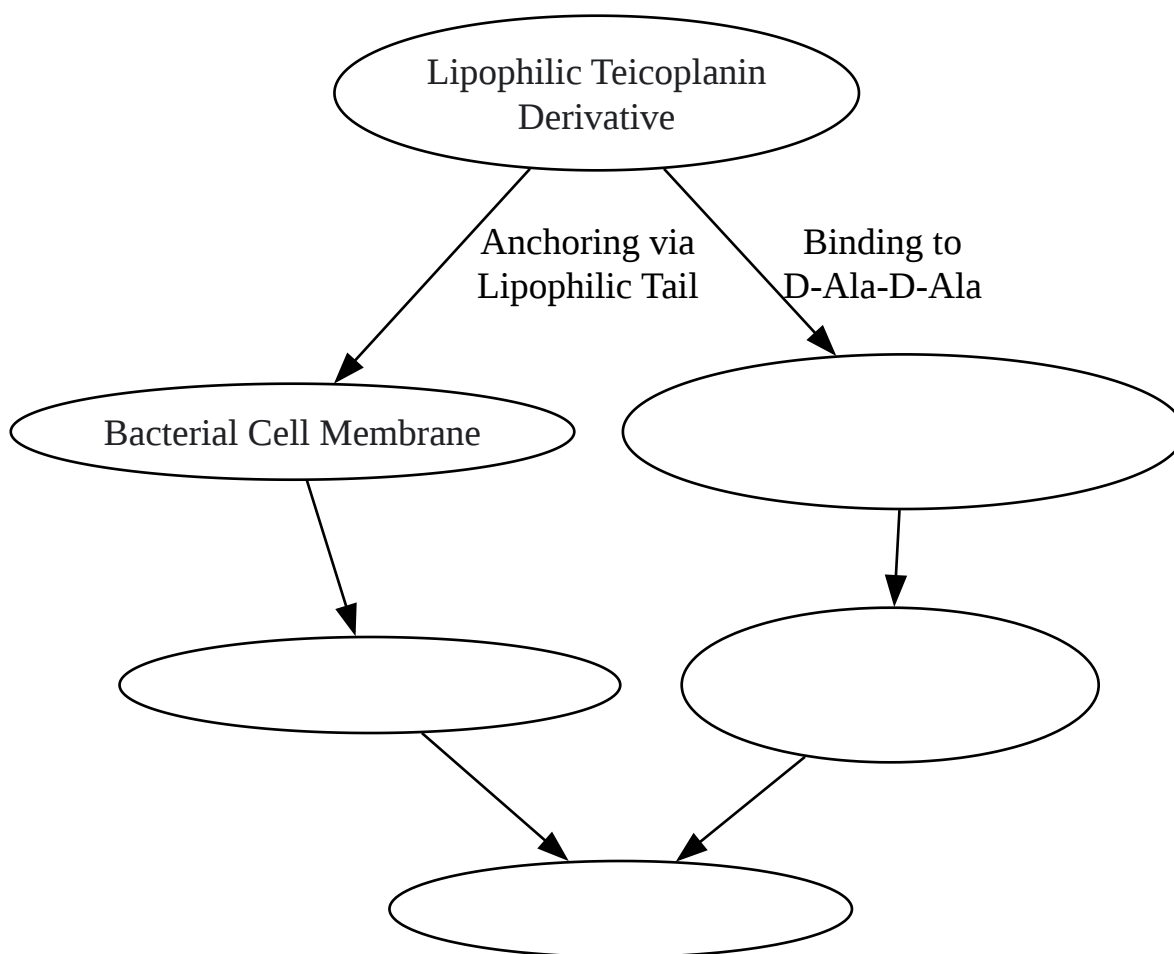 Lipophilic Teicoplanin
Derivative
Anchoring via
Lipophilic Tail
Binding to
D-Ala-D-Ala
Bacterial Cell Membrane